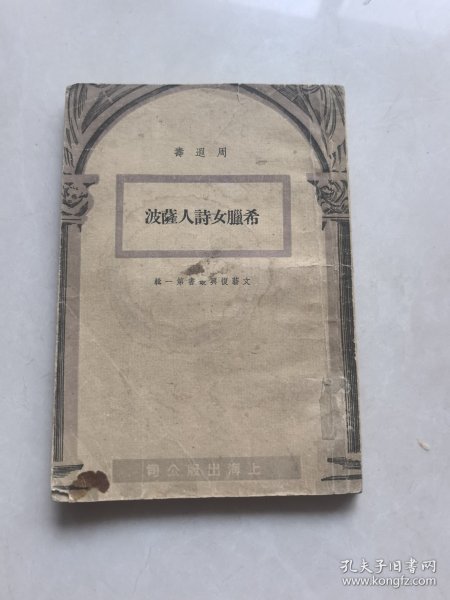 周遐壽
希臘女詩人薩波
文藝復興叢書第一輯
上海出版公司
孔夫子旧书网
www.kongfz.com